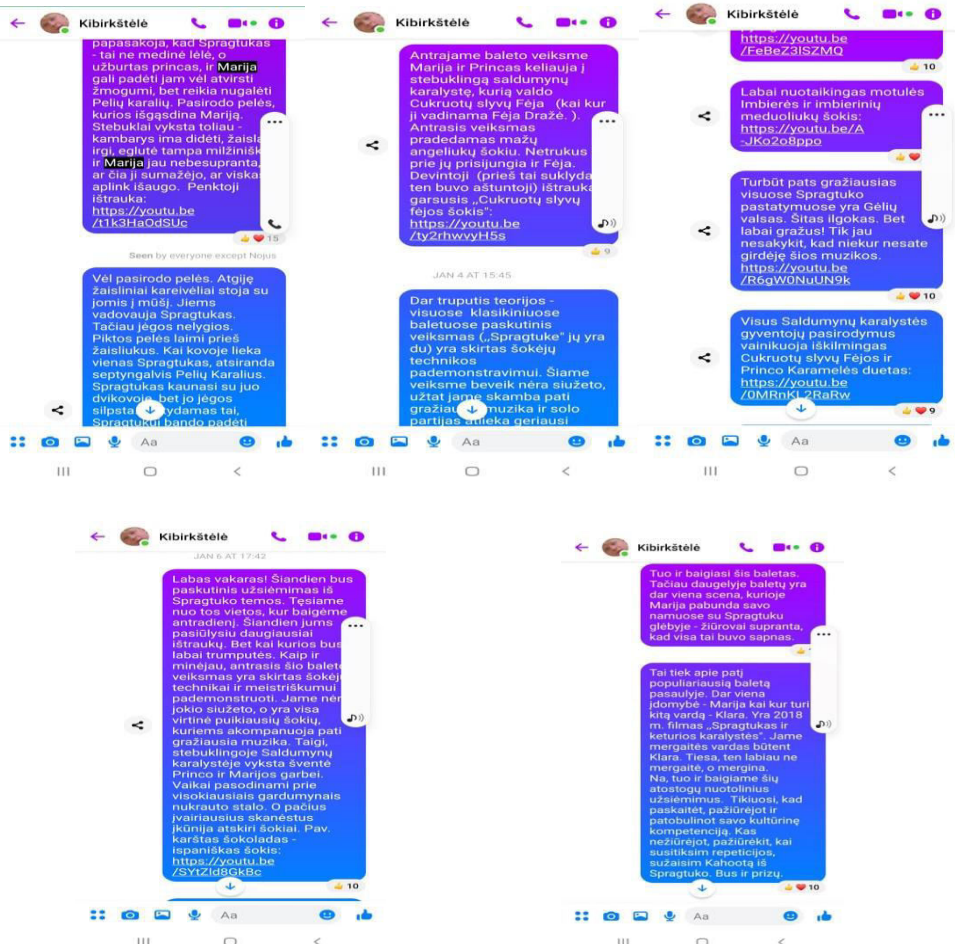 Kibirkštėlė
papasakoja, kad Spragtukas
- tai ne medinė lėlė, o
užburtas princas, ir Marija
gali padėti jam vėl atvirsti
žmogumi, bet reikia nugalėti
Pelių karalių. Pasirodo pelės,
kurios išgąsdina Mariją.
Stebuklai vyksta toliau -
kambarys ima didėti,
irgi, eglutė tampa
ir Marija jau nebesupranta,
ar čia ji sumažėjo, ar
aplink išaugo. Penktoji
ištrauka:
https://youtu.be
/t1k3HaOdSUc
15
Seen by everyone except Nojus
Vėl pasirodo pelės. Atgiję
žaisliniai kareivėliai stoja su
jomis į mūšį. Jiems
vadovauja Spragtukas.
Tačiau jėgos nelygios.
Piktos pelės laimi prieš
žaisliukus. Kai kovoje lieka
vienas Spragtukas, atsiranda
septyngalvis Pelių Karalius.
Spragtukas kaunasi su juo
dvikovoje, bet jo jėgos
silpsta tai,
Spragtukui bando padėti
Aa
Kibirkštėlė
Antrajame baleto veiksme
Marija ir Princas keliauja į
stebuklingą saldumynų
karalystę, kurią valdo
Cukruotų slyvų Fėja (kai kur
ji vadinama Fėja Dražė. ).
Antrasis veiksmas
pradedamas mažų
angeliukų šokiu. Netrukus
prie jų prisijungia ir Fėja.
Devintoji (prieš tai
ten buvo aštuntoji)
garsusis „Cukruotų slyvų
fėjos šokis":
https://youtu.be
/ty2rhwvyH5s
9
JAN 4 AT 15:45
Dar truputis teorijos -
visuose klasikiniuose
baletuose paskutinis
veiksmas („Spragtuke" jų yra
du) yra skirtas šokėjų
technikos
pademonstravimui. Šiame
veiksme beveik nėra siužeto,
užtat jame skamba pati
muzika ir solo
partijas atlieka geriausi
Aa
Kibirkštėlė
https://youtu.be
/FeBeZ3lSZMQ
10
Labai nuotaikingas motulės
Imbierės ir imbierinių
meduoliukų šokis:
https://youtu.be/A
-JKo2o8ppo
Turbūt pats gražiausias
visuose Spragtuko
pastatymuose yra Gėlių
valsas. Šitas ilgokas. Bet
labai gražus! Tik jau
nesakykit, kad niekur nesate
girdėję šios muzikos.
https://youtu.be
/R6gW0NuUN9k
10
Visus Saldumynų karalystės
gyventojų pasirodymus
vainikuoja iškilmingas
Cukruotų slyvų Fėjos ir
Princo Karamelės duetas:
https://youtu.be
/0MRnKL2RaRw
9
Aa
Kibirkštėlė
JAN 6 AT 17:42
Labas vakaras! Šiandien bus
paskutinis užsiėmimas iš
Spragtuko temos. Tęsiame
nuo tos vietos, kur baigėme
antradienį. Šiandien jums
pasiūlysiu daugiausiai
ištraukų. Bet kai kurios bus
labai trumputės. Kaip ir
minėjau, antrasis šio
veiksmas yra skirtas
technikai ir meistriškumui
pademonstruoti. Jame
jokio siužeto, o yra visa
virtinė puikiausių šokių,
kuriems akompanuoja pati
gražiausia muzika. Taigi,
stebuklingoje Saldumynų
karalystėje vyksta šventė
Princo ir Marijos garbei.
Vaikai pasodinami prie
visokiausiais gardumynais
nukrauto stalo. O pačius
įvairiausius skanėstus
įkūnija atskiri šokiai. Pav.
karštas šokoladas -
ispaniškas šokis:
https://youtu.be
/SYtZld8GkBc
10
Aa
Kibirkštėlė
Tuo ir baigiasi šis baletas.
Tačiau daugelyje baletų yra
dar viena scena, kurioje
Marija pabunda savo
namuose su Spragtuku
glėbyje - žiūrovai supranta,
kad visa tai buvo sapnas.
Tai tiek apie patį
populiariausią baletą
pasaulyje. Dar viena
įdomybė - Marija kai kur turi
kitą vardą - Klara. Yra 2018
m. filmas „Spragtukas ir
keturios karalystės". Jame
mergaitės vardas būtent
Klara. Tiesa, ten labiau ne
mergaitė, o mergina.
Na, tuo ir baigiame šių
atostogų nuotolinius
užsiėmimus. Tikiuosi, kad
paskaitėt, pažiūrėjot ir
patobulinot savo kultūrinę
kompetenciją. Kas
nežiūrėjot, pažiūrėkit, kai
susitiksim repeticijos,
sužaisim Kahootą iš
Spragtuko. Bus ir prizų.
10
Aa